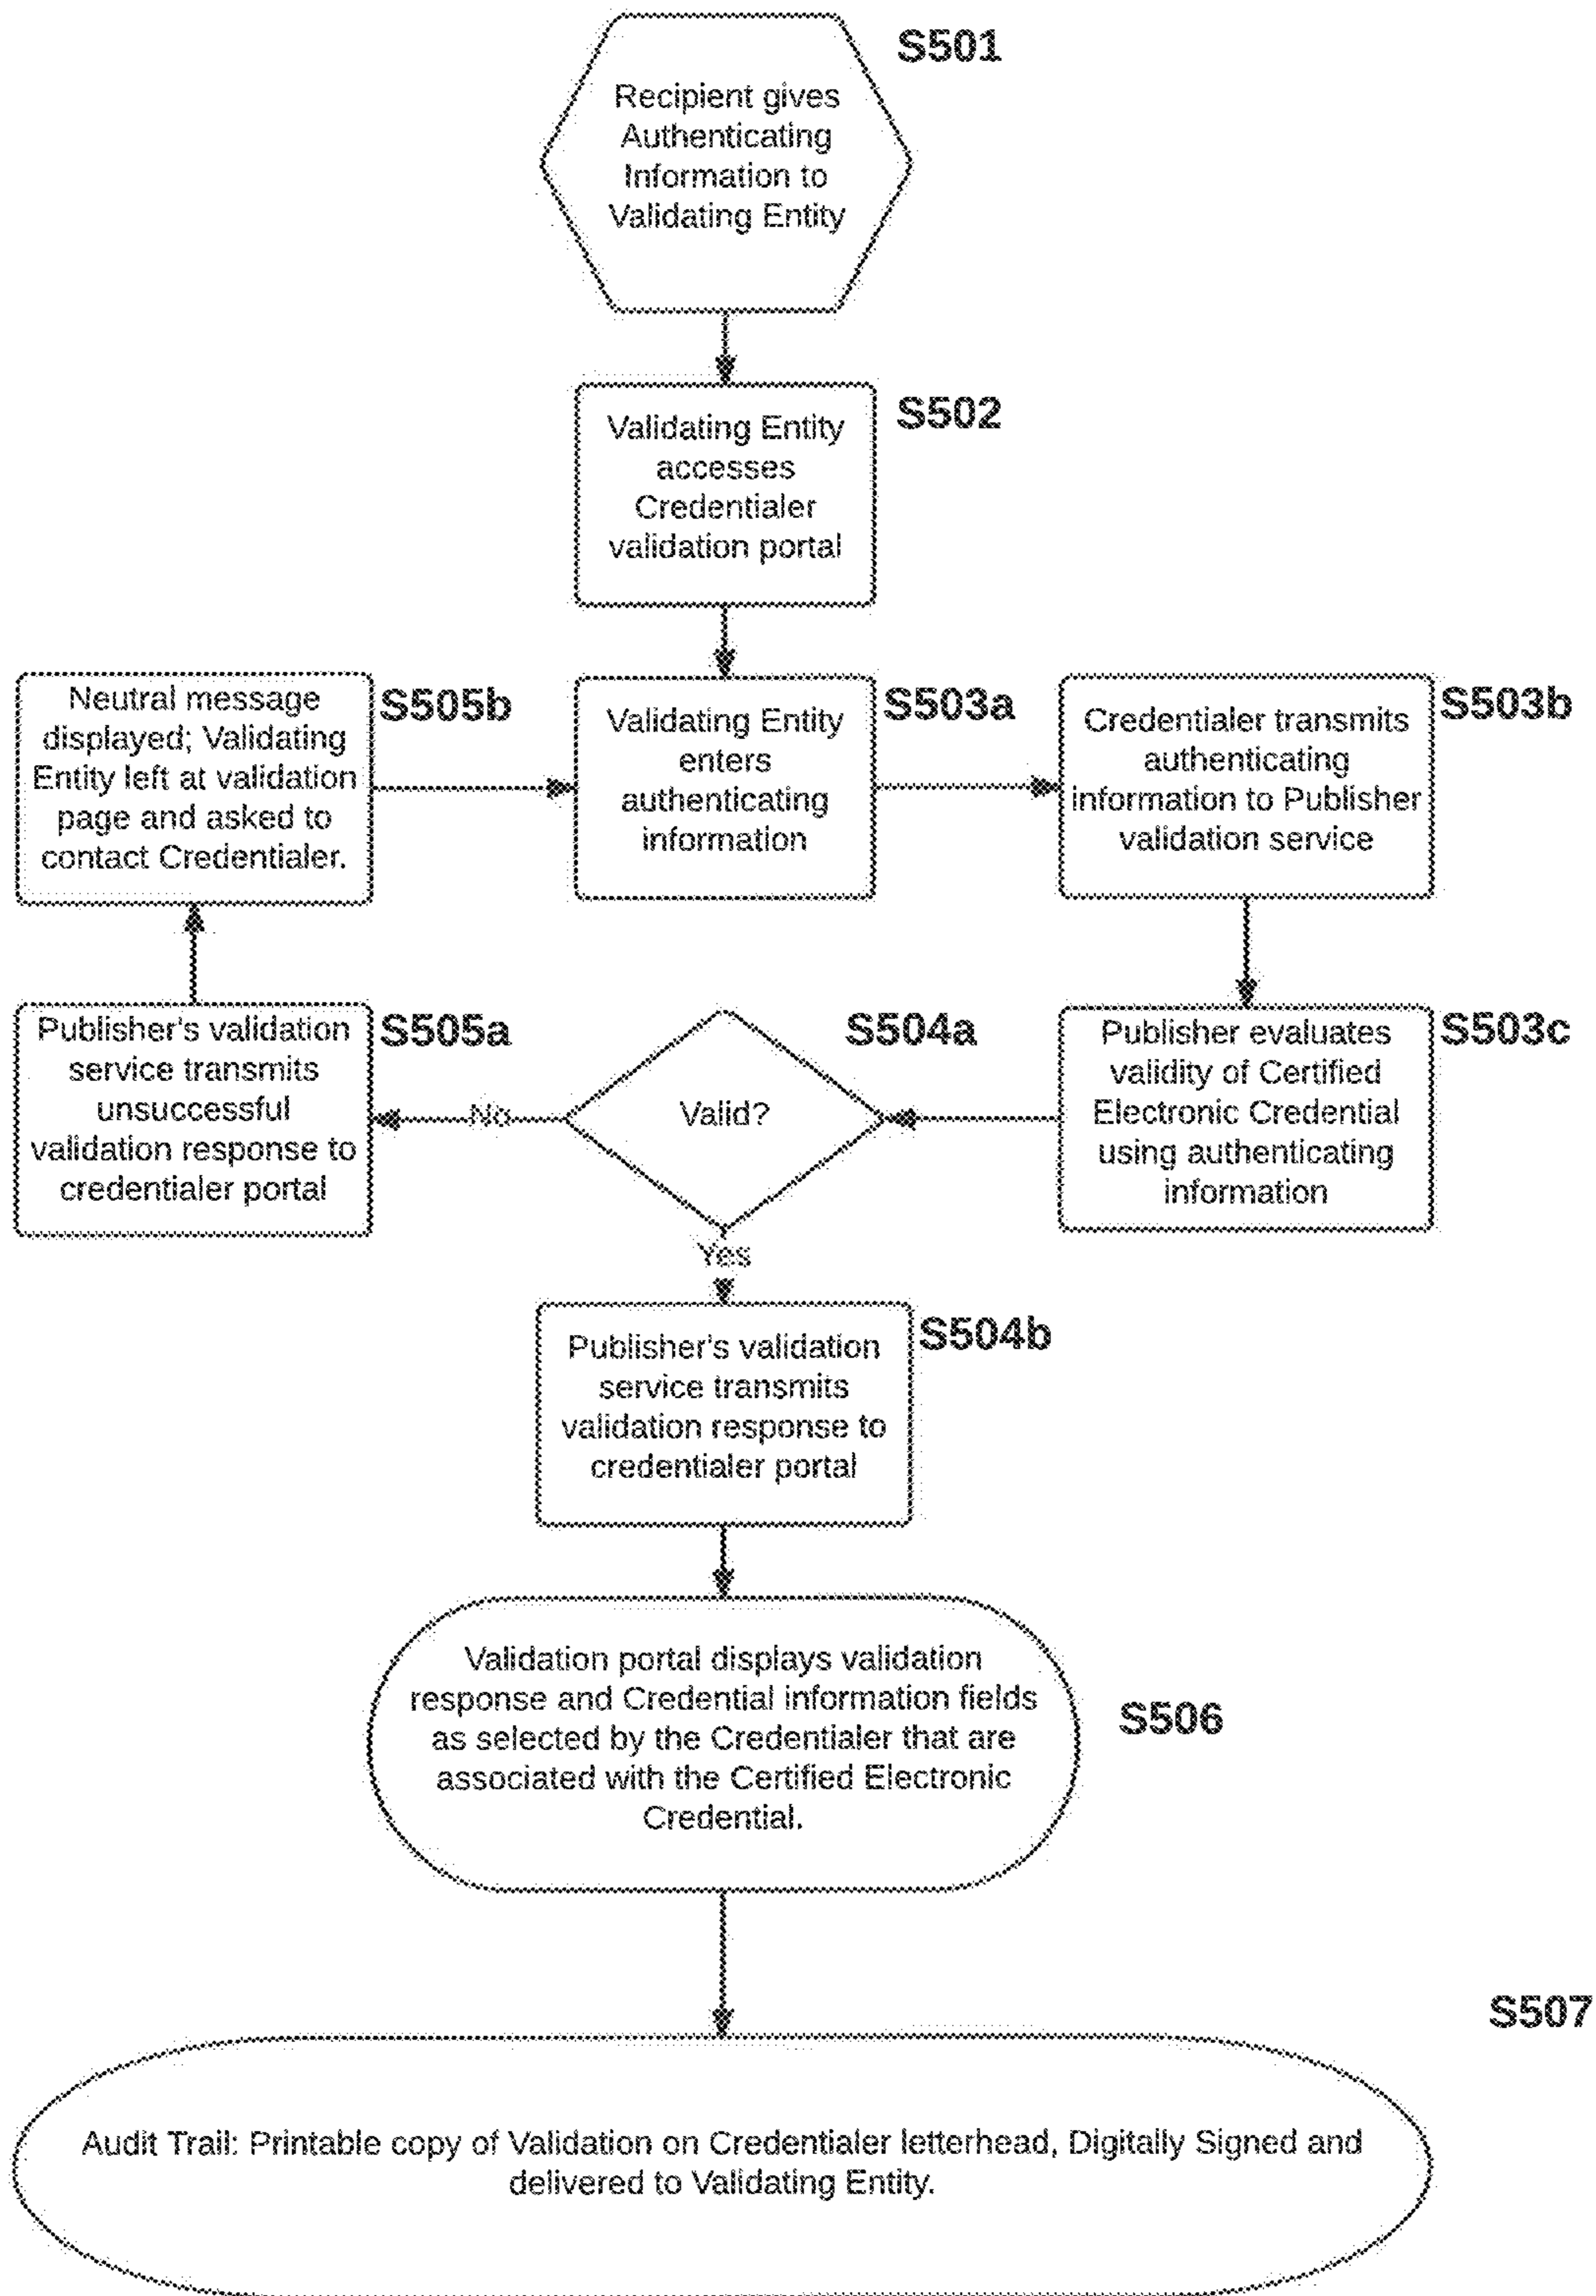 S501
Recipient gives
Authenticating
Information to
Validating Entity
S502
Validating Entity
accesses
Credentialer
validation portal
Neutral message
displayed; Validating
Entity left at validation
page and asked to
contact Credentialer.
S505b
Validating Entity
enters
authenticating
information
S503a
Credentialer transmits
authenticating
information to Publisher
validation service
S503b
Publisher's validation
service transmits
unsuccessful
validation response to
credentialer portal
S505a
No
Valid?
S504a
Publisher evaluates
validity of Certified
Electronic Credential
using authenticating
information
S503c
Yes
Publisher's validation
service transmits
validation response to
credentialer portal
S504b
Validation portal displays validation
response and Credential information fields
as selected by the Credentialer that are
associated with the Certified Electronic
Credential.
S506
S507
Audit Trail: Printable copy of Validation on Credentialer letterhead, Digitally Signed and
delivered to Validating Entity.